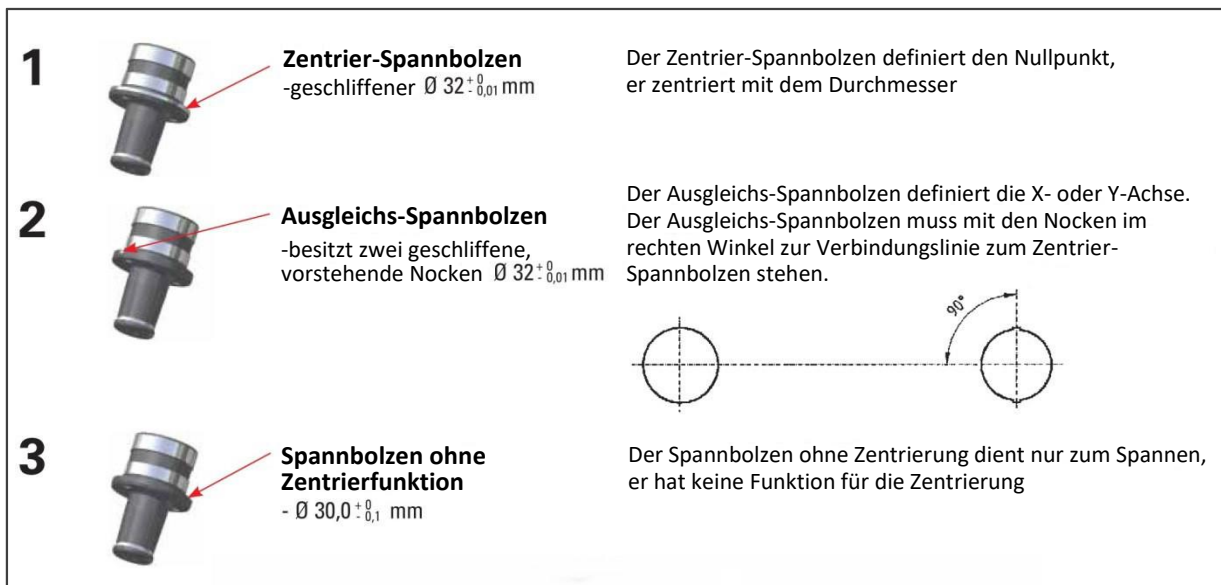 1
Zentrier-Spannbolzen
-geschliffener Ø 32 +0 -0,01 mm
Der Zentrier-Spannbolzen definiert den Nullpunkt,
er zentriert mit dem Durchmesser
2
Ausgleichs-Spannbolzen
-besitzt zwei geschliffene,
vorstehende Nocken Ø 32 +0 -0,01 mm
Der Ausgleichs-Spannbolzen definiert die X- oder Y-Achse.
Der Ausgleichs-Spannbolzen muss mit den Nocken im
rechten Winkel zur Verbindungslinie zum Zentrier-
Spannbolzen stehen.
90°
3
Spannbolzen ohne
Zentrierfunktion
- Ø 30,0 +0 -0,1 mm
Der Spannbolzen ohne Zentrierung dient nur zum Spannen,
er hat keine Funktion für die Zentrierung